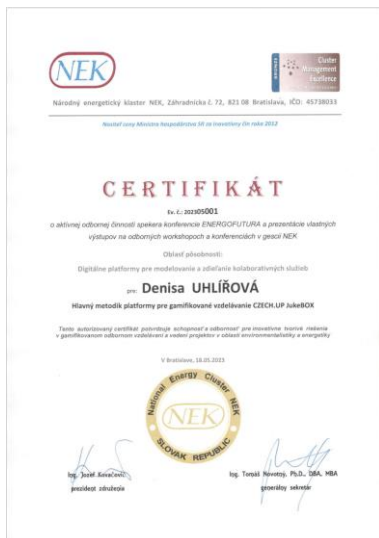 NEK
Cluster
Management
Excellence
Národný energetický klaster NEK, Záhradnícka č. 72, 821 08 Bratislava, IČO: 45738033
Nositeľ ceny Ministra hospodárstva SR za inovatívny čin roka 2012
CERTIFIKÁT
Ev. č.: 202305001
o aktívnej odbornej činnosti spekera konferencie ENERGOFUTURA a prezentácie vlastných
výstupov na odborných workshopoch a konferenciách v gescii NEK
Oblasť pôsobnosti:
Digitálne platformy pre modelovanie a zdieľanie kolaboratívnych služieb
pre: Denisa UHLÍŘOVÁ
Hlavný metodik platformy pre gamifikované vzdelávanie CZECH.UP JukeBOX
Tento autorizovaný certifikát potvrdzuje schopnosť a odbornosť pre inovatívne tvorivé riešenia
v gamifikovanom odbornom vzdelávaní a vedení projektov v oblasti environmentalistiky a energetiky
V Bratislave, 18.05.2023
National Energy Cluster NEK
NEK
SLOVAK REPUBLIC
Ing. Jozef Kovačovič
prezident združenia
Ing. Tomáš Novotný, Ph.D., DBA, MBA
generálny sekretár